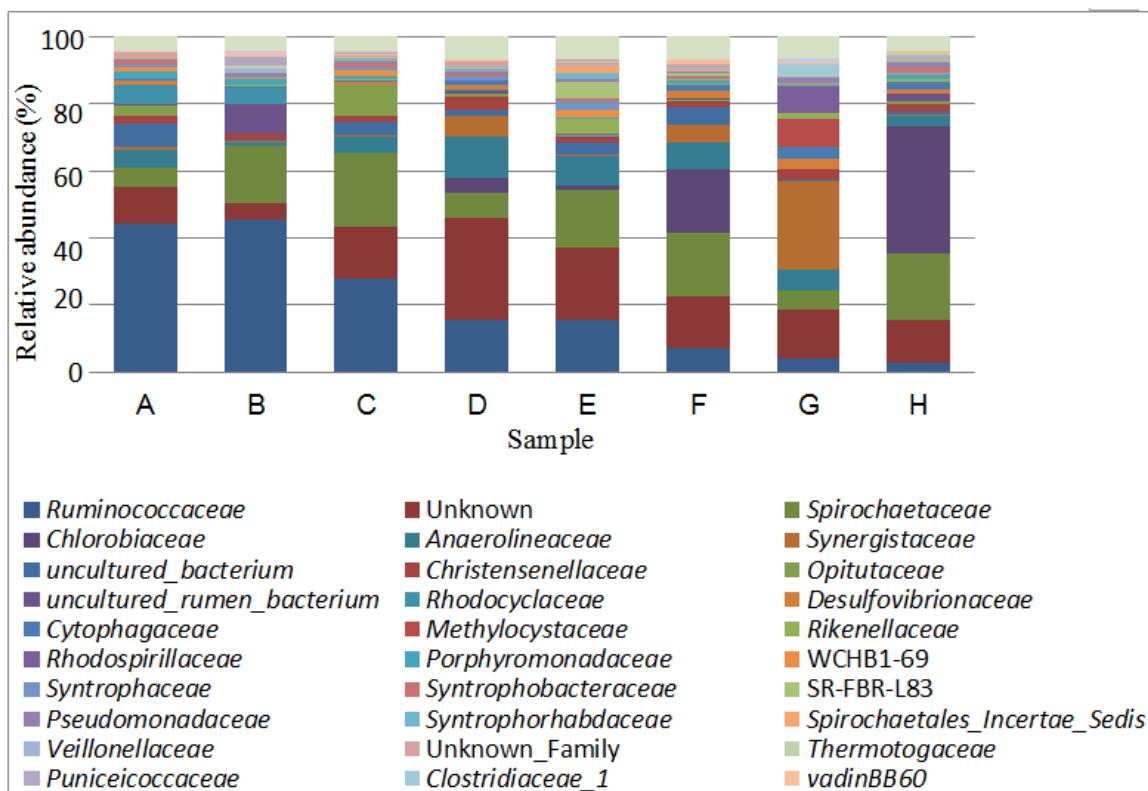 Relative abundance (%)
100
80
60
40
20
0
A B C D E F G H
Sample
Ruminococcaceae Unknown Spirochaetaceae
Chlorobiaceae Anaerolineaceae Synergistaceae
uncultured_bacterium Christensenellaceae Opitutaceae
uncultured_rumen_bacterium Rhodocyclaceae Desulfovibrionaceae
Cytophagaceae Methylocystaceae Rikenellaceae
Rhodospirillaceae Porphyromonadaceae WCHB1-69
Syntrophaceae Syntrophobacteraceae SR-FBR-L83
Pseudomonadaceae Syntrophorhabdaceae Spirochaetales_Incertae_Sedis
Veillonellaceae Unknown_Family Thermotogaceae
Puniceicoccaceae Clostridiaceae_1 vadinBB60